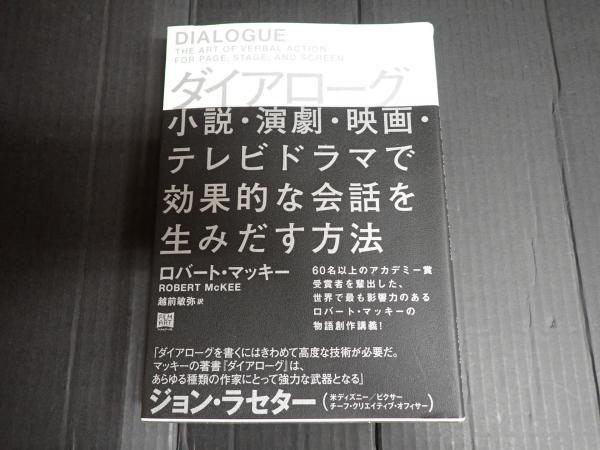 DIALOGUE
THE ART OF VERBAL ACTION
FOR PAGE, STAGE, AND SCREEN
ダイアローグ
小説・演劇・映画・
テレビドラマで
効果的な会話を
生みだす方法
ロバート・マッキー
ROBERT McKEE
越前敏弥 訳
60名以上のアカデミー賞
受賞者を輩出した、
世界で最も影響力のある
ロバート・マッキーの
物語創作講義!
FILM
ART
「ダイアローグを書くにはきわめて高度な技術が必要だ。
マッキーの著書『ダイアローグ』は、
あらゆる種類の作家にとって強力な武器となる」
ジョン・ラセター(米ディズニー/ピクサー
チーフ・クリエイティブ・オフィサー)